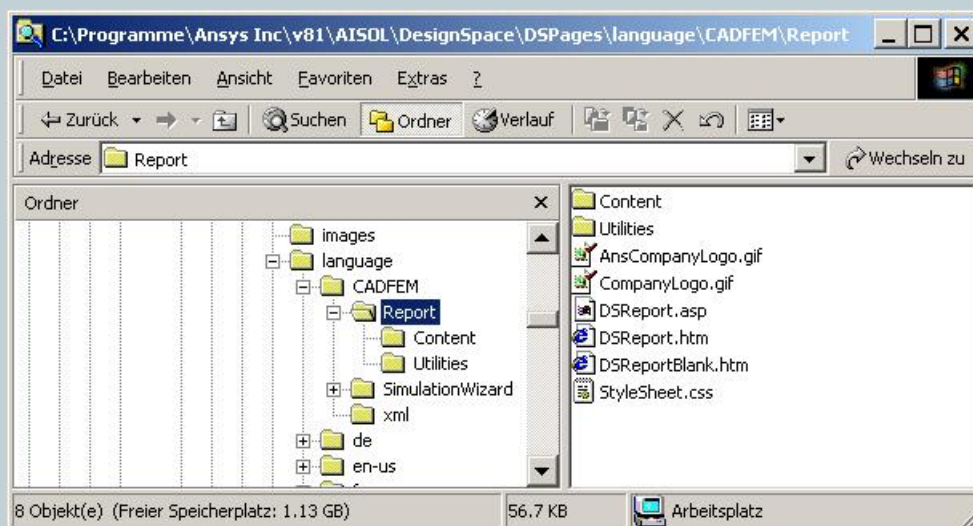 C:\Programme\Ansys Inc\v81\AISOL\DesignSpace\DSPages\language\CADFEM\Report
Datei Bearbeiten Ansicht Favoriten Extras ?
Zurück Suchen Ordner Verlauf
Adresse Report Wechseln zu
Ordner
images
language
CADFEM
Report
Content
Utilities
SimulationWizard
xml
de
en-us
Content
Utilities
AnsCompanyLogo.gif
CompanyLogo.gif
DSReport.asp
DSReport.htm
DSReportBlank.htm
StyleSheet.css
8 Objekt(e) (Freier Speicherplatz: 1.13 GB) 56.7 KB Arbeitsplatz